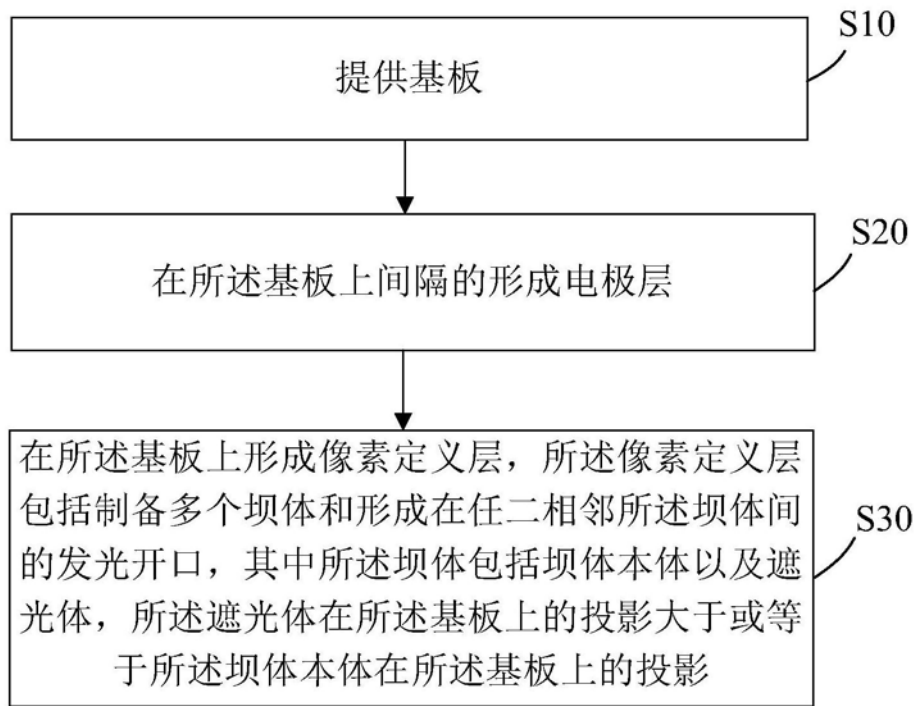 S10
提供基板
S20
在所述基板上间隔的形成电极层
S30
在所述基板上形成像素定义层，所述像素定义层
包括制备多个坝体和形成在任二相邻所述坝体间
的发光开口，其中所述坝体包括坝体本体以及遮
光体，所述遮光体在所述基板上的投影大于或等
于所述坝体本体在所述基板上的投影